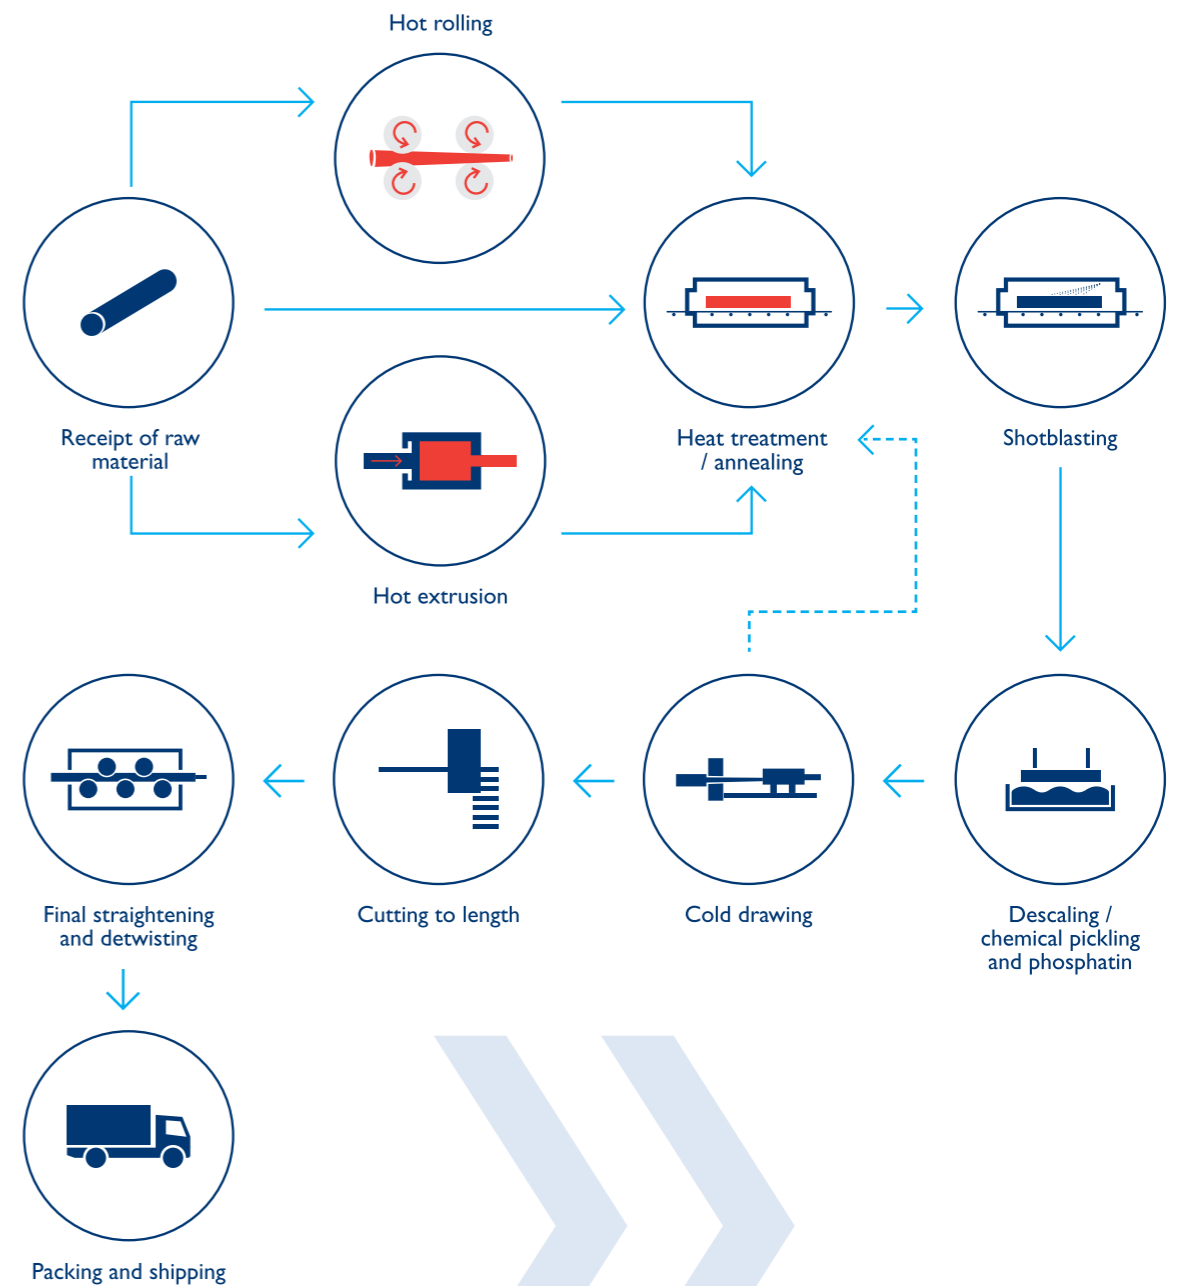 Hot rolling
Receipt of raw
material
Heat treatment
/ annealing
Shotblasting
Hot extrusion
Final straightening
and detwisting
Cutting to length
Cold drawing
Descaling /
chemical pickling
and phosphatin
Packing and shipping